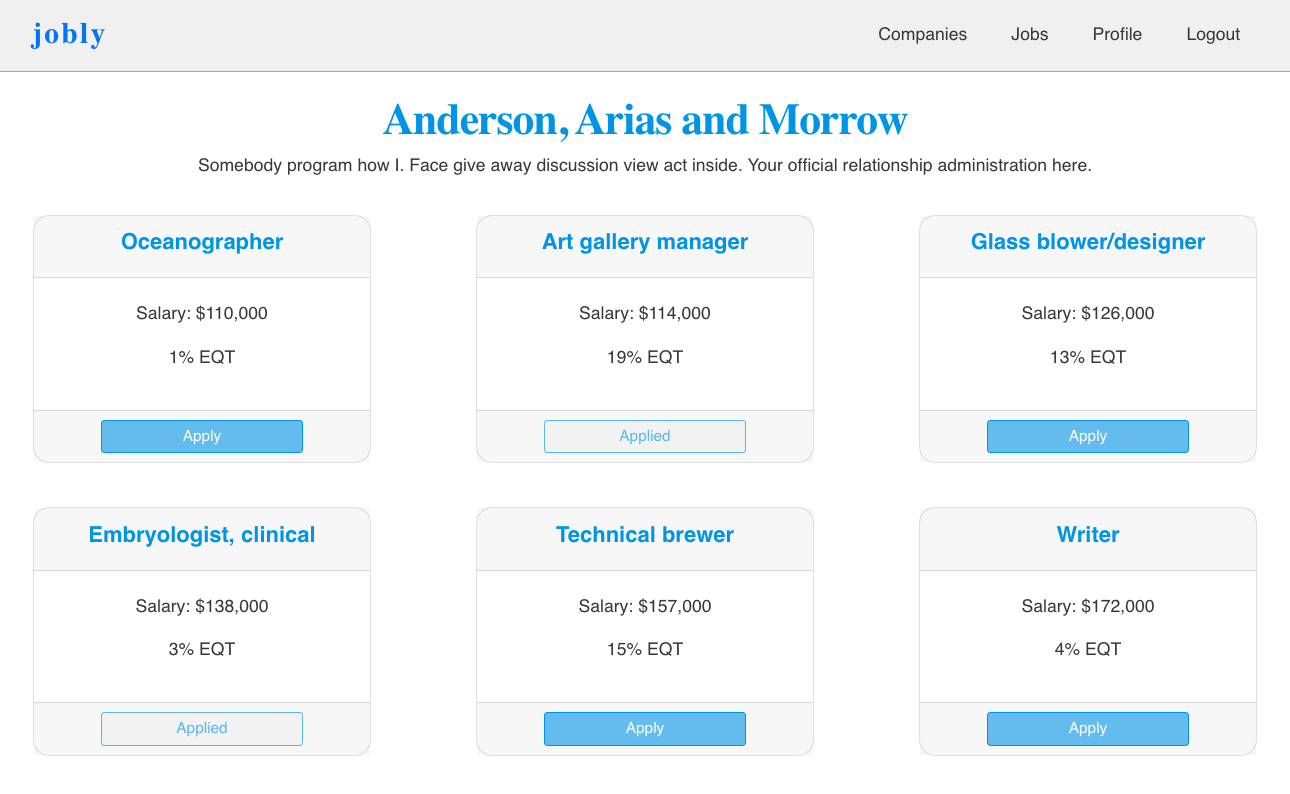 jobly
Companies Jobs Profile Logout
Anderson, Arias and Morrow
Somebody program how I. Face give away discussion view act inside. Your official relationship administration here.
Oceanographer
Salary: $110,000
1% EQT
Apply
Art gallery manager
Salary: $114,000
19% EQT
Applied
Glass blower/designer
Salary: $126,000
13% EQT
Apply
Embryologist, clinical
Salary: $138,000
3% EQT
Applied
Technical brewer
Salary: $157,000
15% EQT
Apply
Writer
Salary: $172,000
4% EQT
Apply